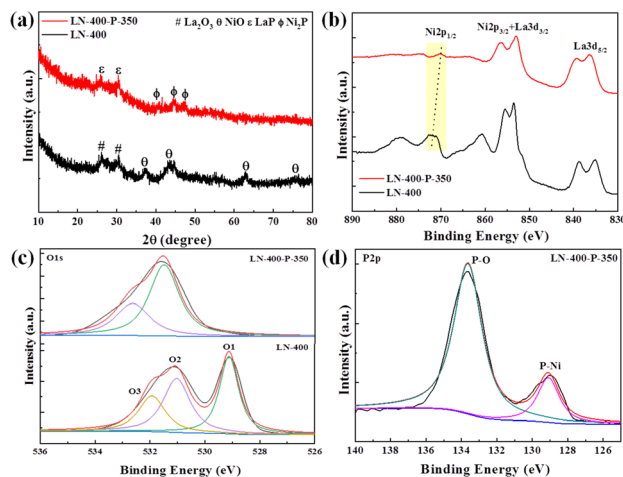 (a)
LN-400-P-350
LN-400
# La₂O₃ θ NiO ε LaP ϕ Ni₂P
ε
ε
ϕ
ϕ
ϕ
#
#
θ
θ
θ
θ
Intensity (a.u.)
10 20 30 40 50 60 70 80
2θ (degree)
(b)
Ni2p₁/₂
Ni2p₃/₂+La3d₃/₂
La3d₅/₂
LN-400-P-350
LN-400
Intensity (a.u.)
890 880 870 860 850 840 830
Binding Energy (eV)
(c)
O1s
LN-400-P-350
LN-400
O3
O2
O1
Intensity (a.u.)
536 534 532 530 528 526
Binding Energy (eV)
(d)
P2p
P-O
LN-400-P-350
P-Ni
Intensity (a.u.)
140 138 135 133 130 128 126
Binding Energy (eV)